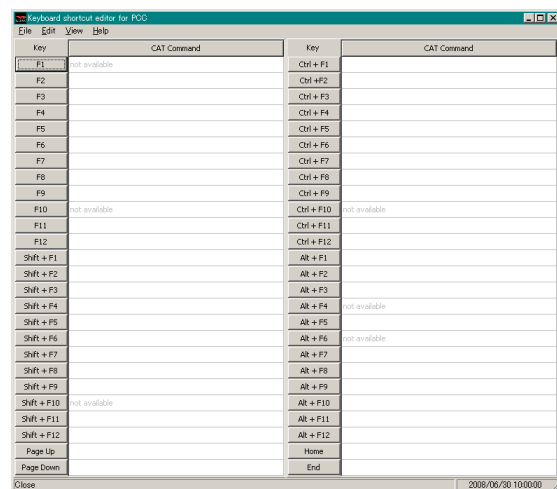 Keyboard shortcut editor for PCC
File Edit View Help
Key CAT Command Key CAT Command
F1 not available Ctrl + F1
F2 Ctrl +F2
F3 Ctrl + F3
F4 Ctrl + F4
F5 Ctrl + F5
F6 Ctrl + F6
F7 Ctrl + F7
F8 Ctrl + F8
F9 Ctrl + F9
F10 not available Ctrl + F10 not available
F11 Ctrl + F11
F12 Ctrl + F12
Shift + F1 Alt + F1
Shift + F2 Alt + F2
Shift + F3 Alt + F3
Shift + F4 Alt + F4 not available
Shift + F5 Alt + F5
Shift + F6 Alt + F6 not available
Shift + F7 Alt + F7
Shift + F8 Alt + F8
Shift + F9 Alt + F9
Shift + F10 not available Alt + F10
Shift + F11 Alt + F11
Shift + F12 Alt + F12
Page Up Home
Page Down End
Close 2008/06/30 10:00:00